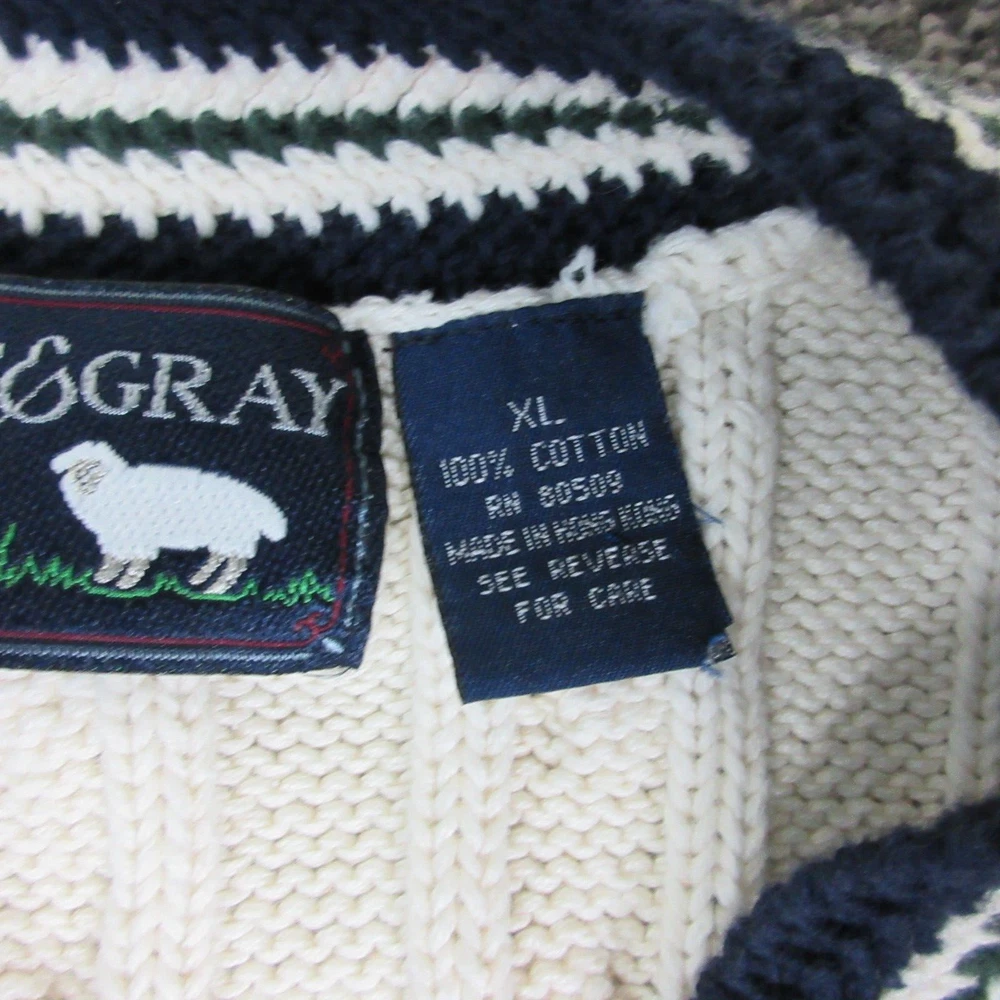 &GRAY
XL
100% COTTON
RN 80509
MADE IN HONG KONG
SEE REVERSE
FOR CARE